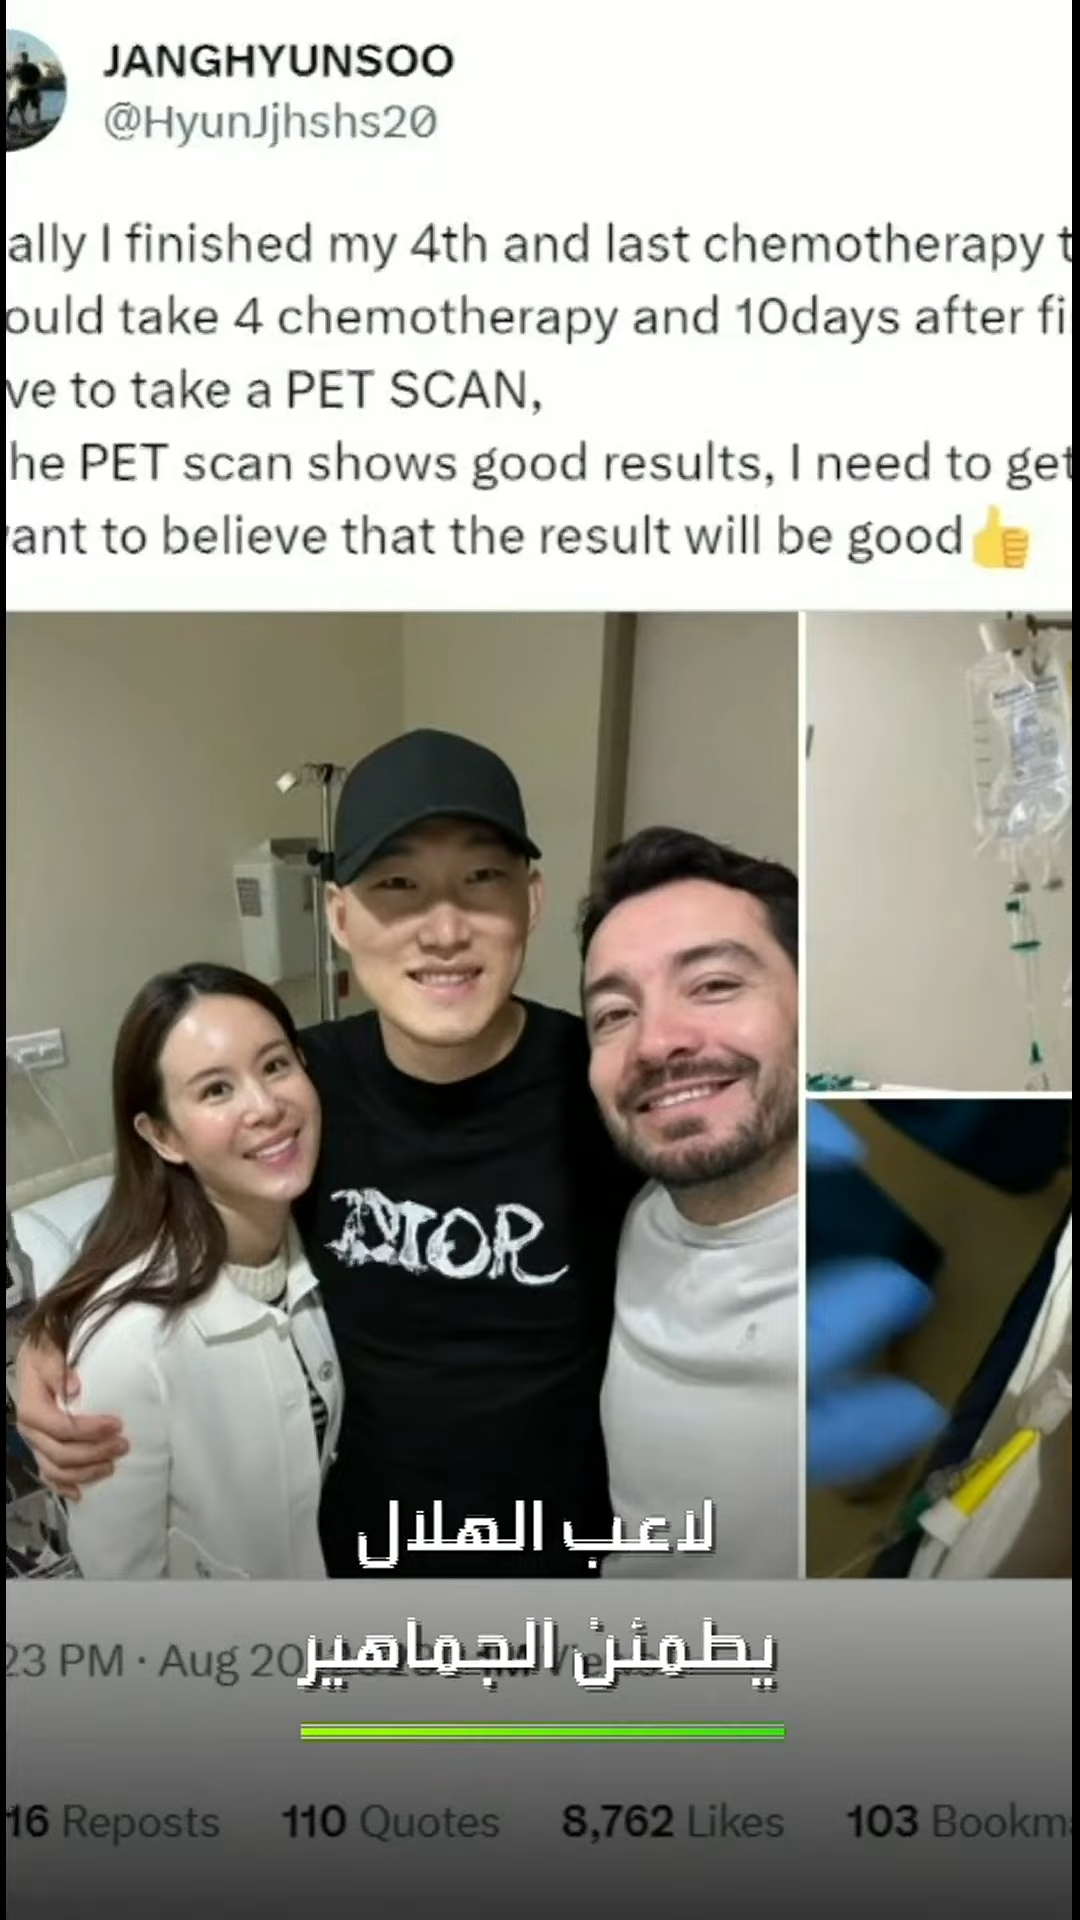 JANGHYUNSOO
@HyunJjhshs20
ally I finished my 4th and last chemotherapy t
ould take 4 chemotherapy and 10days after fi
ve to take a PET SCAN,
he PET scan shows good results, I need to get
ant to believe that the result will be good👍
DIOR
لاعب الهلال
يطمئن الجماهير
23 PM · Aug 20
16 Reposts 110 Quotes 8,762 Likes 103 Bookm